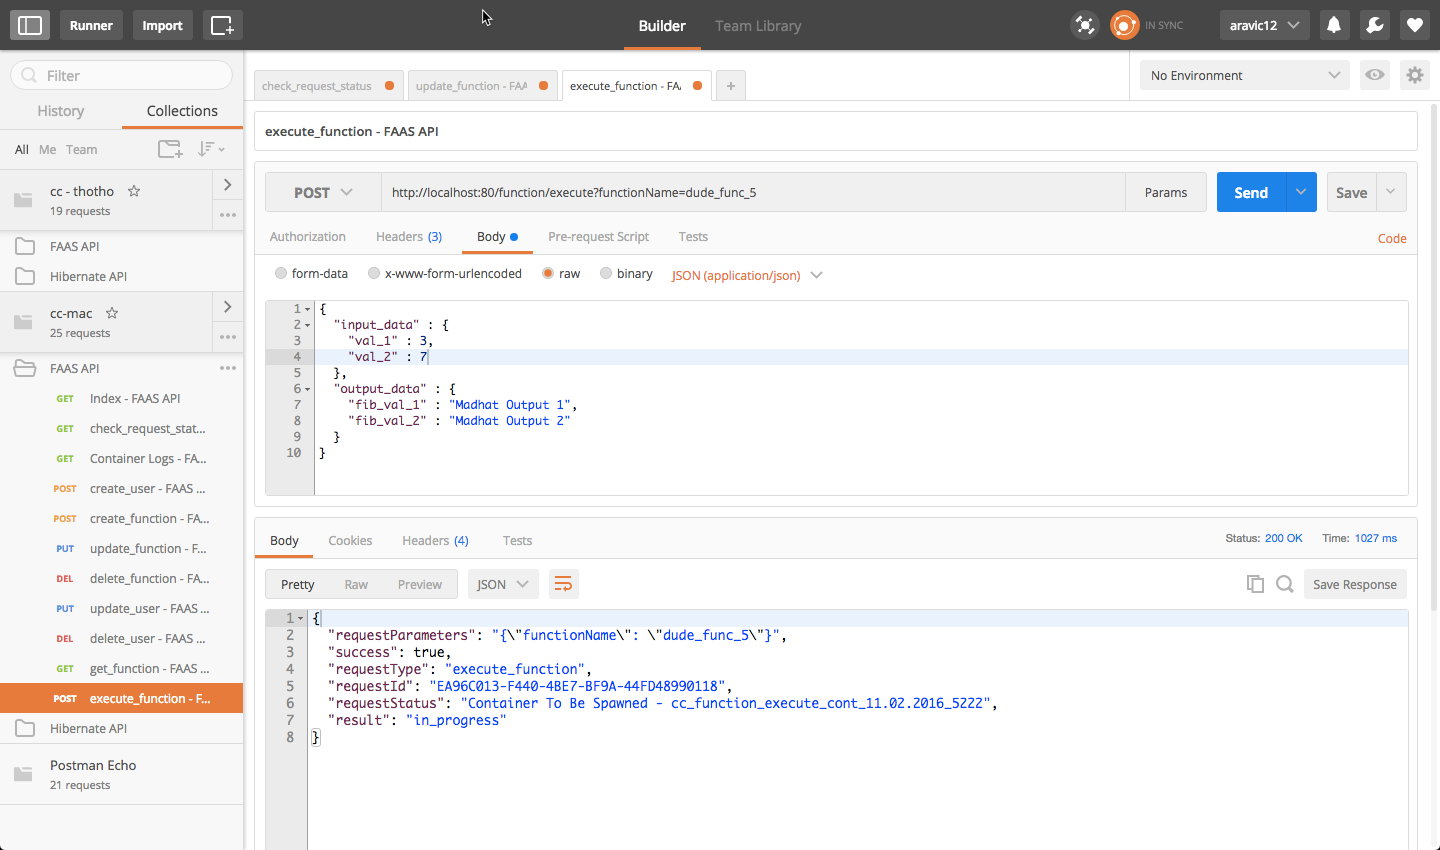 Runner
Import
Builder
Team Library
IN SYNC
aravic12
Filter
History
Collections
All Me Team
cc - thotho
19 requests
FAAS API
Hibernate API
cc-mac
25 requests
FAAS API
GET Index - FAAS API
GET check_request_stat...
GET Container Logs - FA...
POST create_user - FAAS ...
POST create_function - FA...
PUT update_function - F...
DEL delete_function - FA...
PUT update_user - FAAS ...
DEL delete_user - FAAS ...
GET get_function - FAAS ...
POST execute_function - F...
Hibernate API
Postman Echo
21 requests
check_request_status
update_function - FAA
execute_function - FA
+
No Environment
execute_function - FAAS API
POST
http://localhost:80/function/execute?functionName=dude_func_5
Params
Send
Save
Authorization
Headers (3)
Body
Pre-request Script
Tests
Code
form-data
x-www-form-urlencoded
raw
binary
JSON (application/json)
1 {
2 "input_data" : {
3 "val_1" : 3,
4 "val_2" : 7
5 },
6 "output_data" : {
7 "fib_val_1" : "Madhat Output 1",
8 "fib_val_2" : "Madhat Output 2"
9 }
10 }
Body
Cookies
Headers (4)
Tests
Status: 200 OK
Time: 1027 ms
Pretty
Raw
Preview
JSON
Save Response
1 {
2 "requestParameters": "{\"functionName\": \"dude_func_5\"}",
3 "success": true,
4 "requestType": "execute_function",
5 "requestId": "EA96C013-F440-4BE7-BF9A-44FD48990118",
6 "requestStatus": "Container To Be Spawned - cc_function_execute_cont_11.02.2016_5222",
7 "result": "in_progress"
8 }